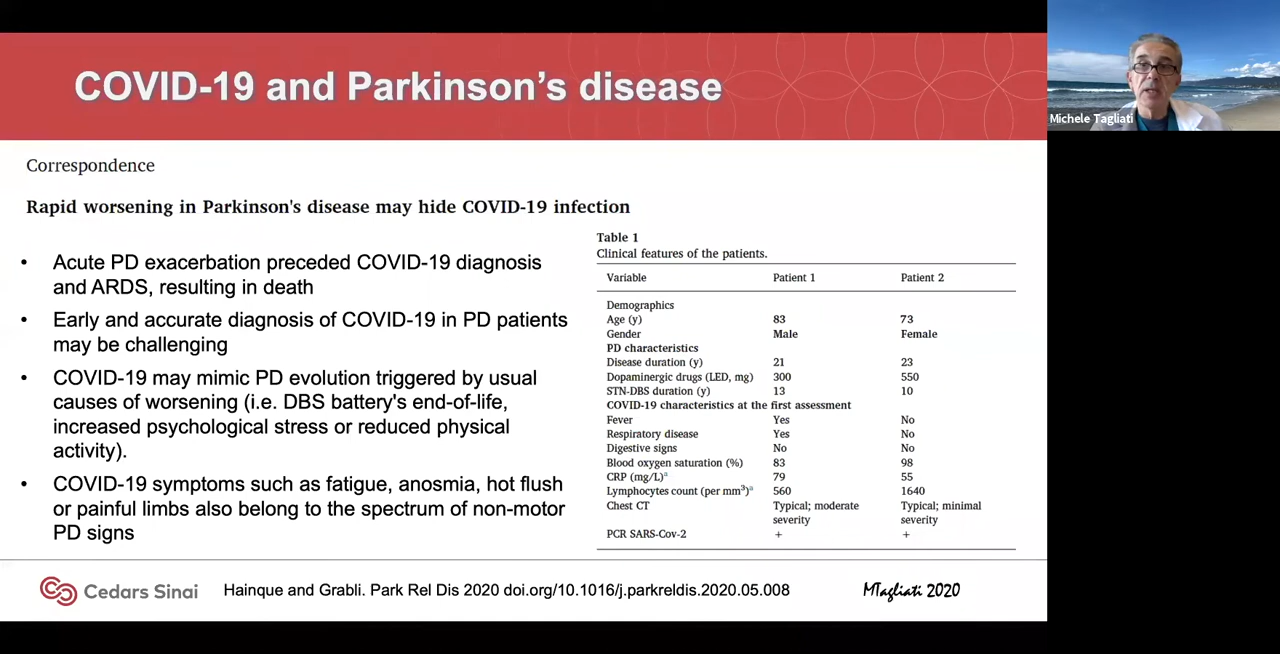 COVID-19 and Parkinson's disease
Michele Tagliati
Correspondence
Rapid worsening in Parkinson's disease may hide COVID-19 infection
• Acute PD exacerbation preceded COVID-19 diagnosis
and ARDS, resulting in death
• Early and accurate diagnosis of COVID-19 in PD patients
may be challenging
• COVID-19 may mimic PD evolution triggered by usual
causes of worsening (i.e. DBS battery's end-of-life,
increased psychological stress or reduced physical
activity).
• COVID-19 symptoms such as fatigue, anosmia, hot flush
or painful limbs also belong to the spectrum of non-motor
PD signs
Table 1
Clinical features of the patients.
Variable Patient 1 Patient 2
Demographics
Age (y) 83 73
Gender Male Female
PD characteristics
Disease duration (y) 21 23
Dopaminergic drugs (LED, mg) 300 550
STN-DBS duration (y) 13 10
COVID-19 characteristics at the first assessment
Fever Yes No
Respiratory disease Yes No
Digestive signs No No
Blood oxygen saturation (%) 83 98
CRP (mg/L)ᵃ 79 55
Lymphocytes count (per mm³)ᵃ 560 1640
Chest CT Typical; moderate Typical; minimal
severity severity
PCR SARS-Cov-2 + +
Cedars Sinai
Hainque and Grabli. Park Rel Dis 2020 doi.org/10.1016/j.parkreldis.2020.05.008
MTagliati 2020